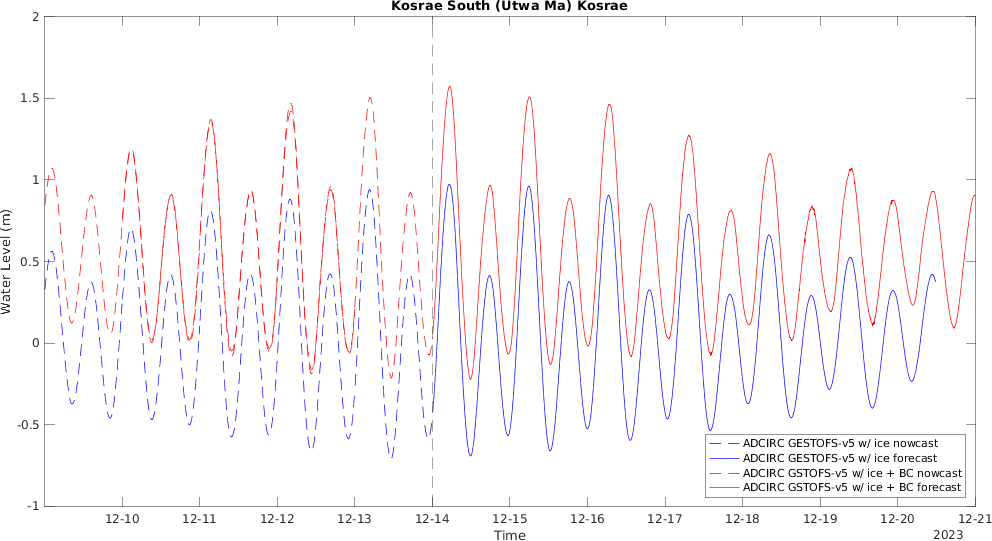 Kosrae South (Utwa Ma) Kosrae
2
1.5
1
0.5
0
-0.5
-1
Water Level (m)
ADCIRC GESTOFS-v5 w/ ice nowcast
ADCIRC GESTOFS-v5 w/ ice forecast
ADCIRC GSTOFS-v5 w/ ice + BC nowcast
ADCIRC GSTOFS-v5 w/ ice + BC forecast
12-10 12-11 12-12 12-13 12-14 12-15 12-16 12-17 12-18 12-19 12-20 12-21
Time
2023